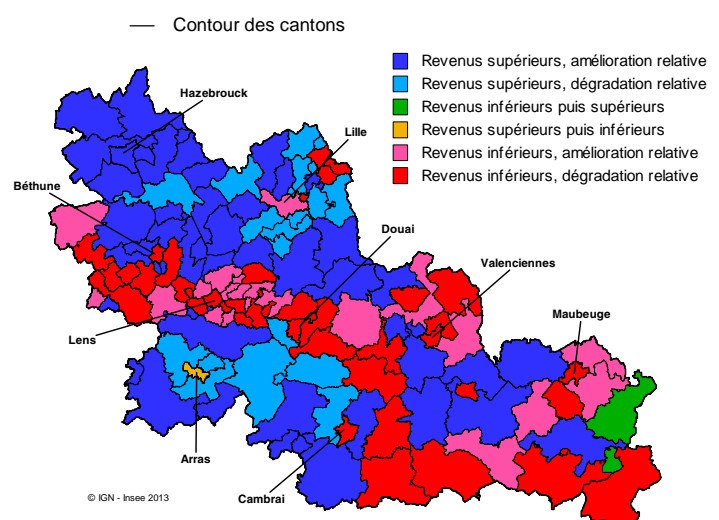 Contour des cantons
Revenus supérieurs, amélioration relative
Revenus supérieurs, dégradation relative
Revenus inférieurs puis supérieurs
Revenus supérieurs puis inférieurs
Revenus inférieurs, amélioration relative
Revenus inférieurs, dégradation relative
Hazebrouck
Lille
Béthune
Douai
Valenciennes
Maubeuge
Lens
Arras
Cambrai
© IGN - Insee 2013